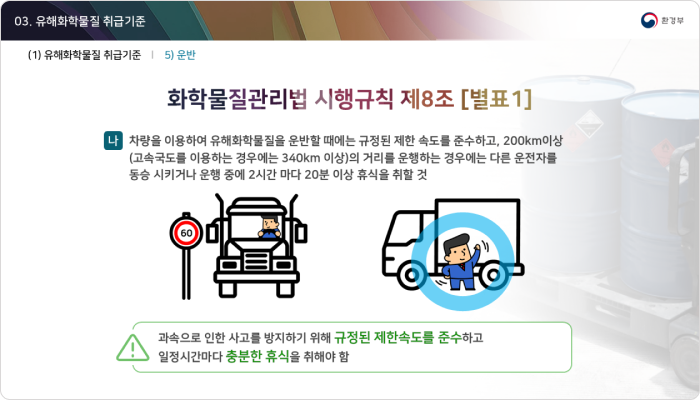 03. 유해화학물질 취급기준
환경부
(1) 유해화학물질 취급기준 | 5) 운반
화학물질관리법 시행규칙 제8조 [별표1]
나 차량을 이용하여 유해화학물질을 운반할 때에는 규정된 제한 속도를 준수하고, 200km이상
(고속국도를 이용하는 경우에는 340km 이상)의 거리를 운행하는 경우에는 다른 운전자를
동승 시키거나 운행 중에 2시간 마다 20분 이상 휴식을 취할 것
60
과속으로 인한 사고를 방지하기 위해 규정된 제한속도를 준수하고
일정시간마다 충분한 휴식을 취해야 함